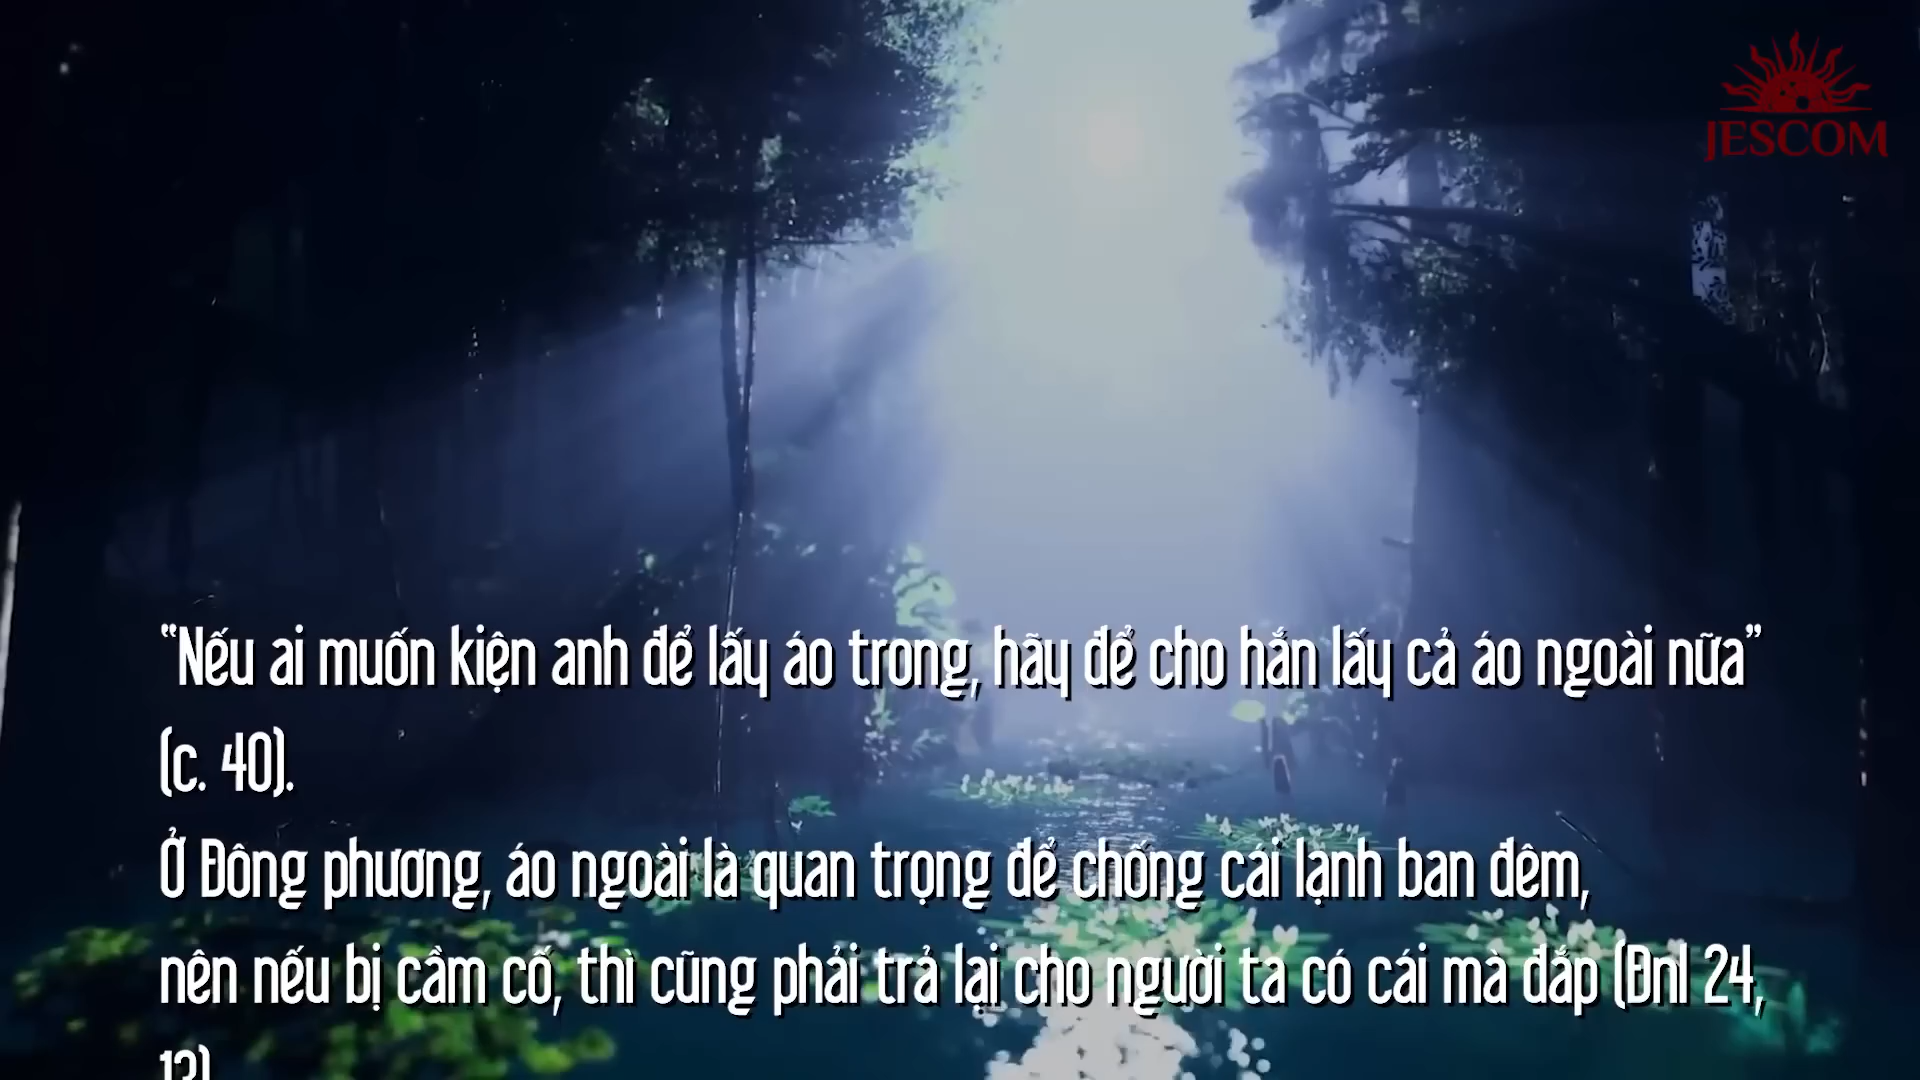 JESCOM
“Nếu ai muốn kiện anh để lấy áo trong, hãy để cho hắn lấy cả áo ngoài nữa”
(c. 40).
Ở Đông phương, áo ngoài là quan trọng để chống cái lạnh ban đêm,
nên nếu bị cầm cố, thì cũng phải trả lại cho người ta có cái mà đắp (Đnl 24,
13)